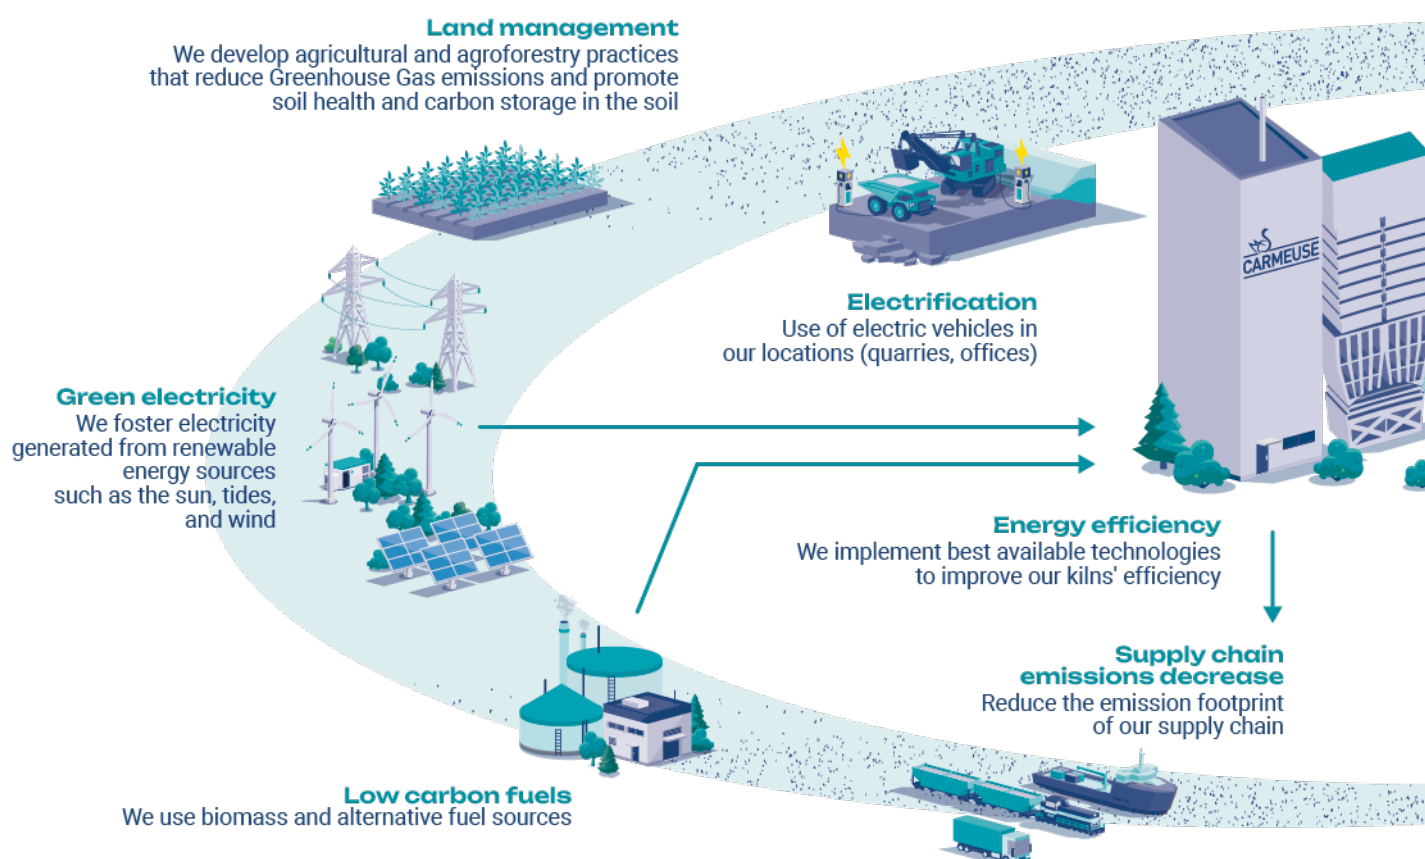 Land management
We develop agricultural and agroforestry practices
that reduce Greenhouse Gas emissions and promote
soil health and carbon storage in the soil
CARMEUSE
Electrification
Use of electric vehicles in
our locations (quarries, offices)
Green electricity
We foster electricity
generated from renewable
energy sources
such as the sun, tides,
and wind
Energy efficiency
We implement best available technologies
to improve our kilns' efficiency
Supply chain
emissions decrease
Reduce the emission footprint
of our supply chain
Low carbon fuels
We use biomass and alternative fuel sources